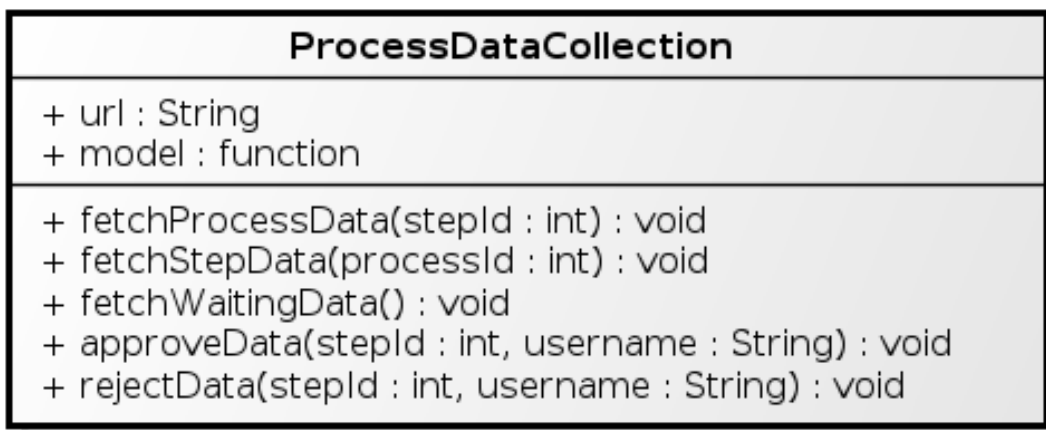 ProcessDataCollection
+ url : String
+ model : function
+ fetchProcessData(stepId : int) : void
+ fetchStepData(processId : int) : void
+ fetchWaitingData() : void
+ approveData(stepId : int, username : String) : void
+ rejectData(stepId : int, username : String) : void